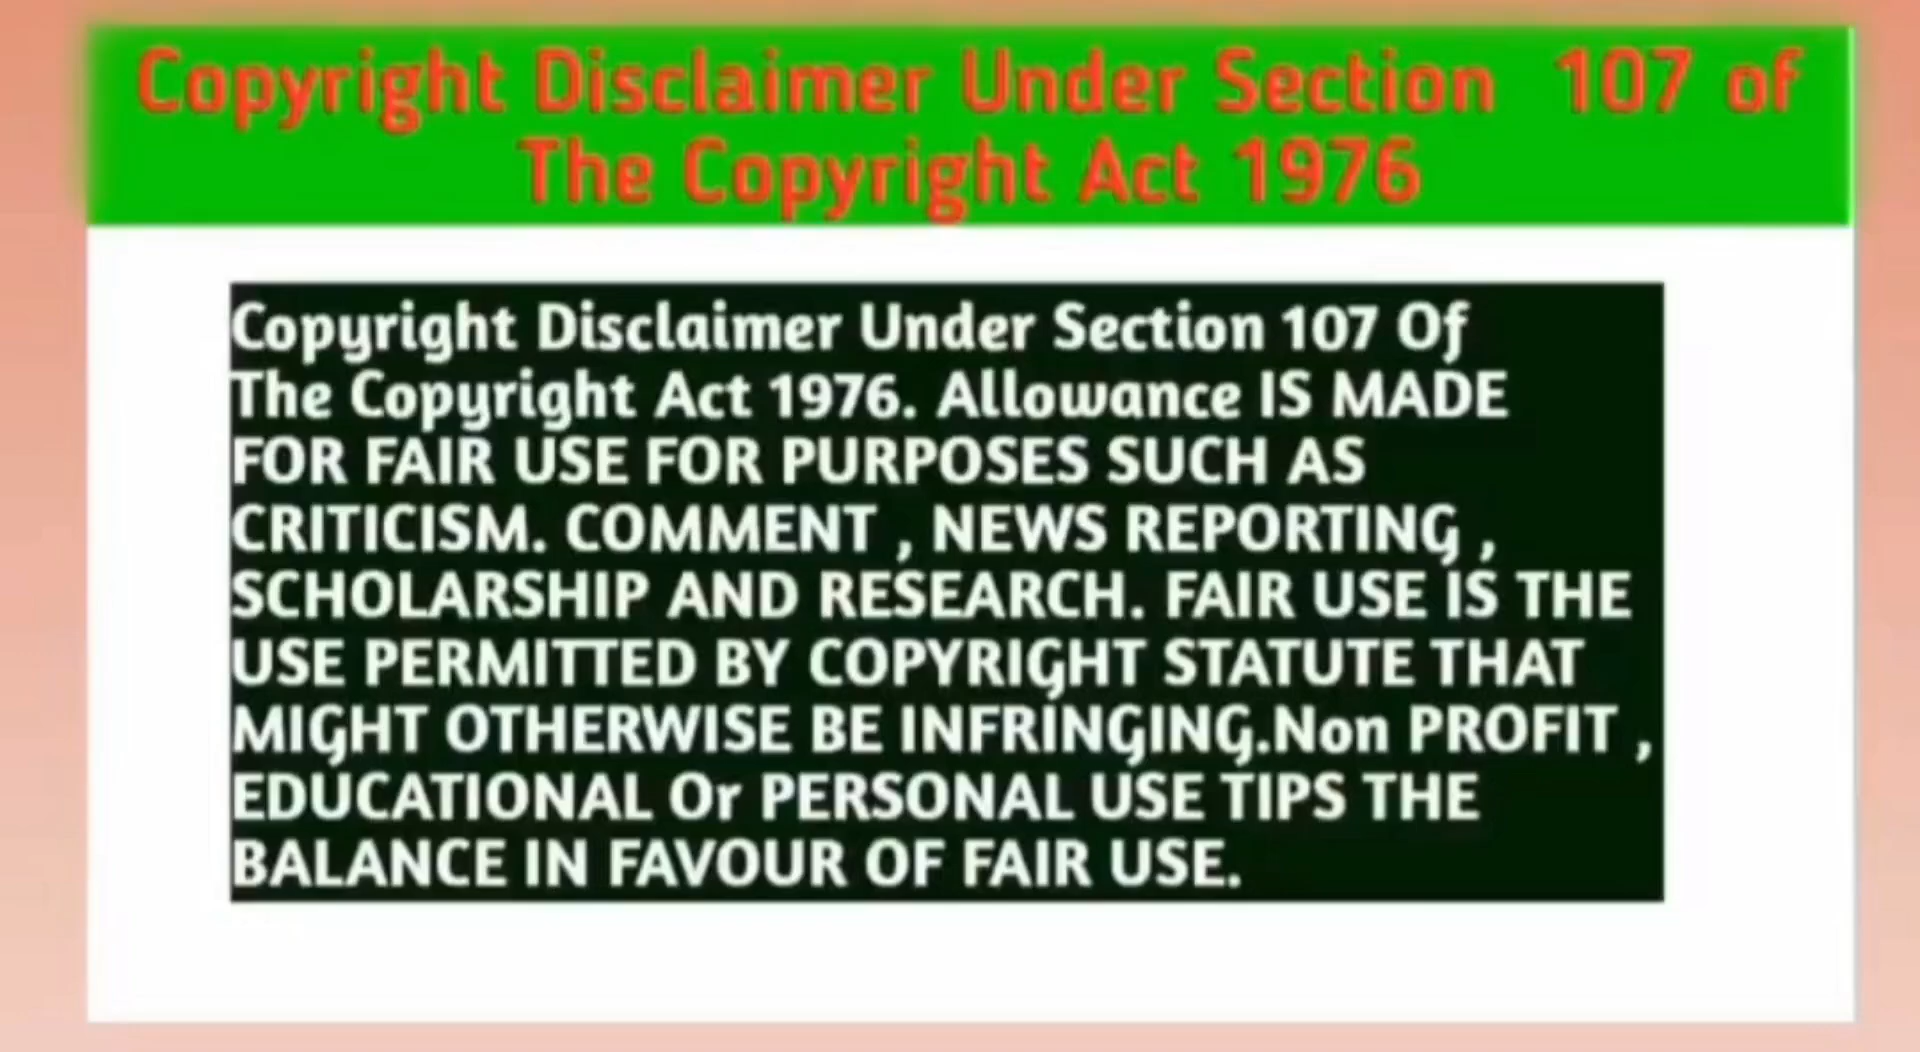 Copyright Disclaimer Under Section 107 of
The Copyright Act 1976
Copyright Disclaimer Under Section 107 Of
The Copyright Act 1976. Allowance IS MADE
FOR FAIR USE FOR PURPOSES SUCH AS
CRITICISM. COMMENT , NEWS REPORTING ,
SCHOLARSHIP AND RESEARCH. FAIR USE IS THE
USE PERMITTED BY COPYRIGHT STATUTE THAT
MIGHT OTHERWISE BE INFRINGING.Non PROFIT ,
EDUCATIONAL Or PERSONAL USE TIPS THE
BALANCE IN FAVOUR OF FAIR USE.